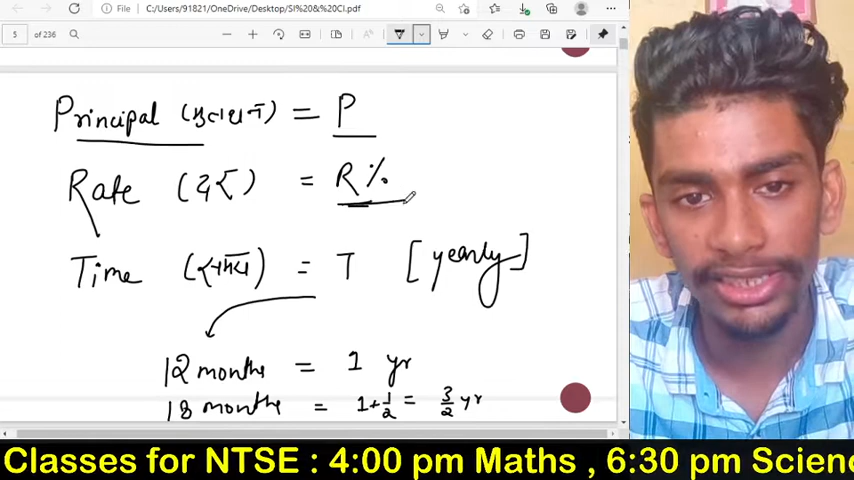 File C:/Users/91821/OneDrive/Desktop/SI%20&%20CI.pdf
5 of 236
Principal (मूलधन) = P
Rate (दर) = R%
Time (समय) = T [yearly]
12 months = 1 yr
18 months = 1+1/2 = 3/2 yr
Classes for NTSE : 4:00 pm Maths , 6:30 pm Scien